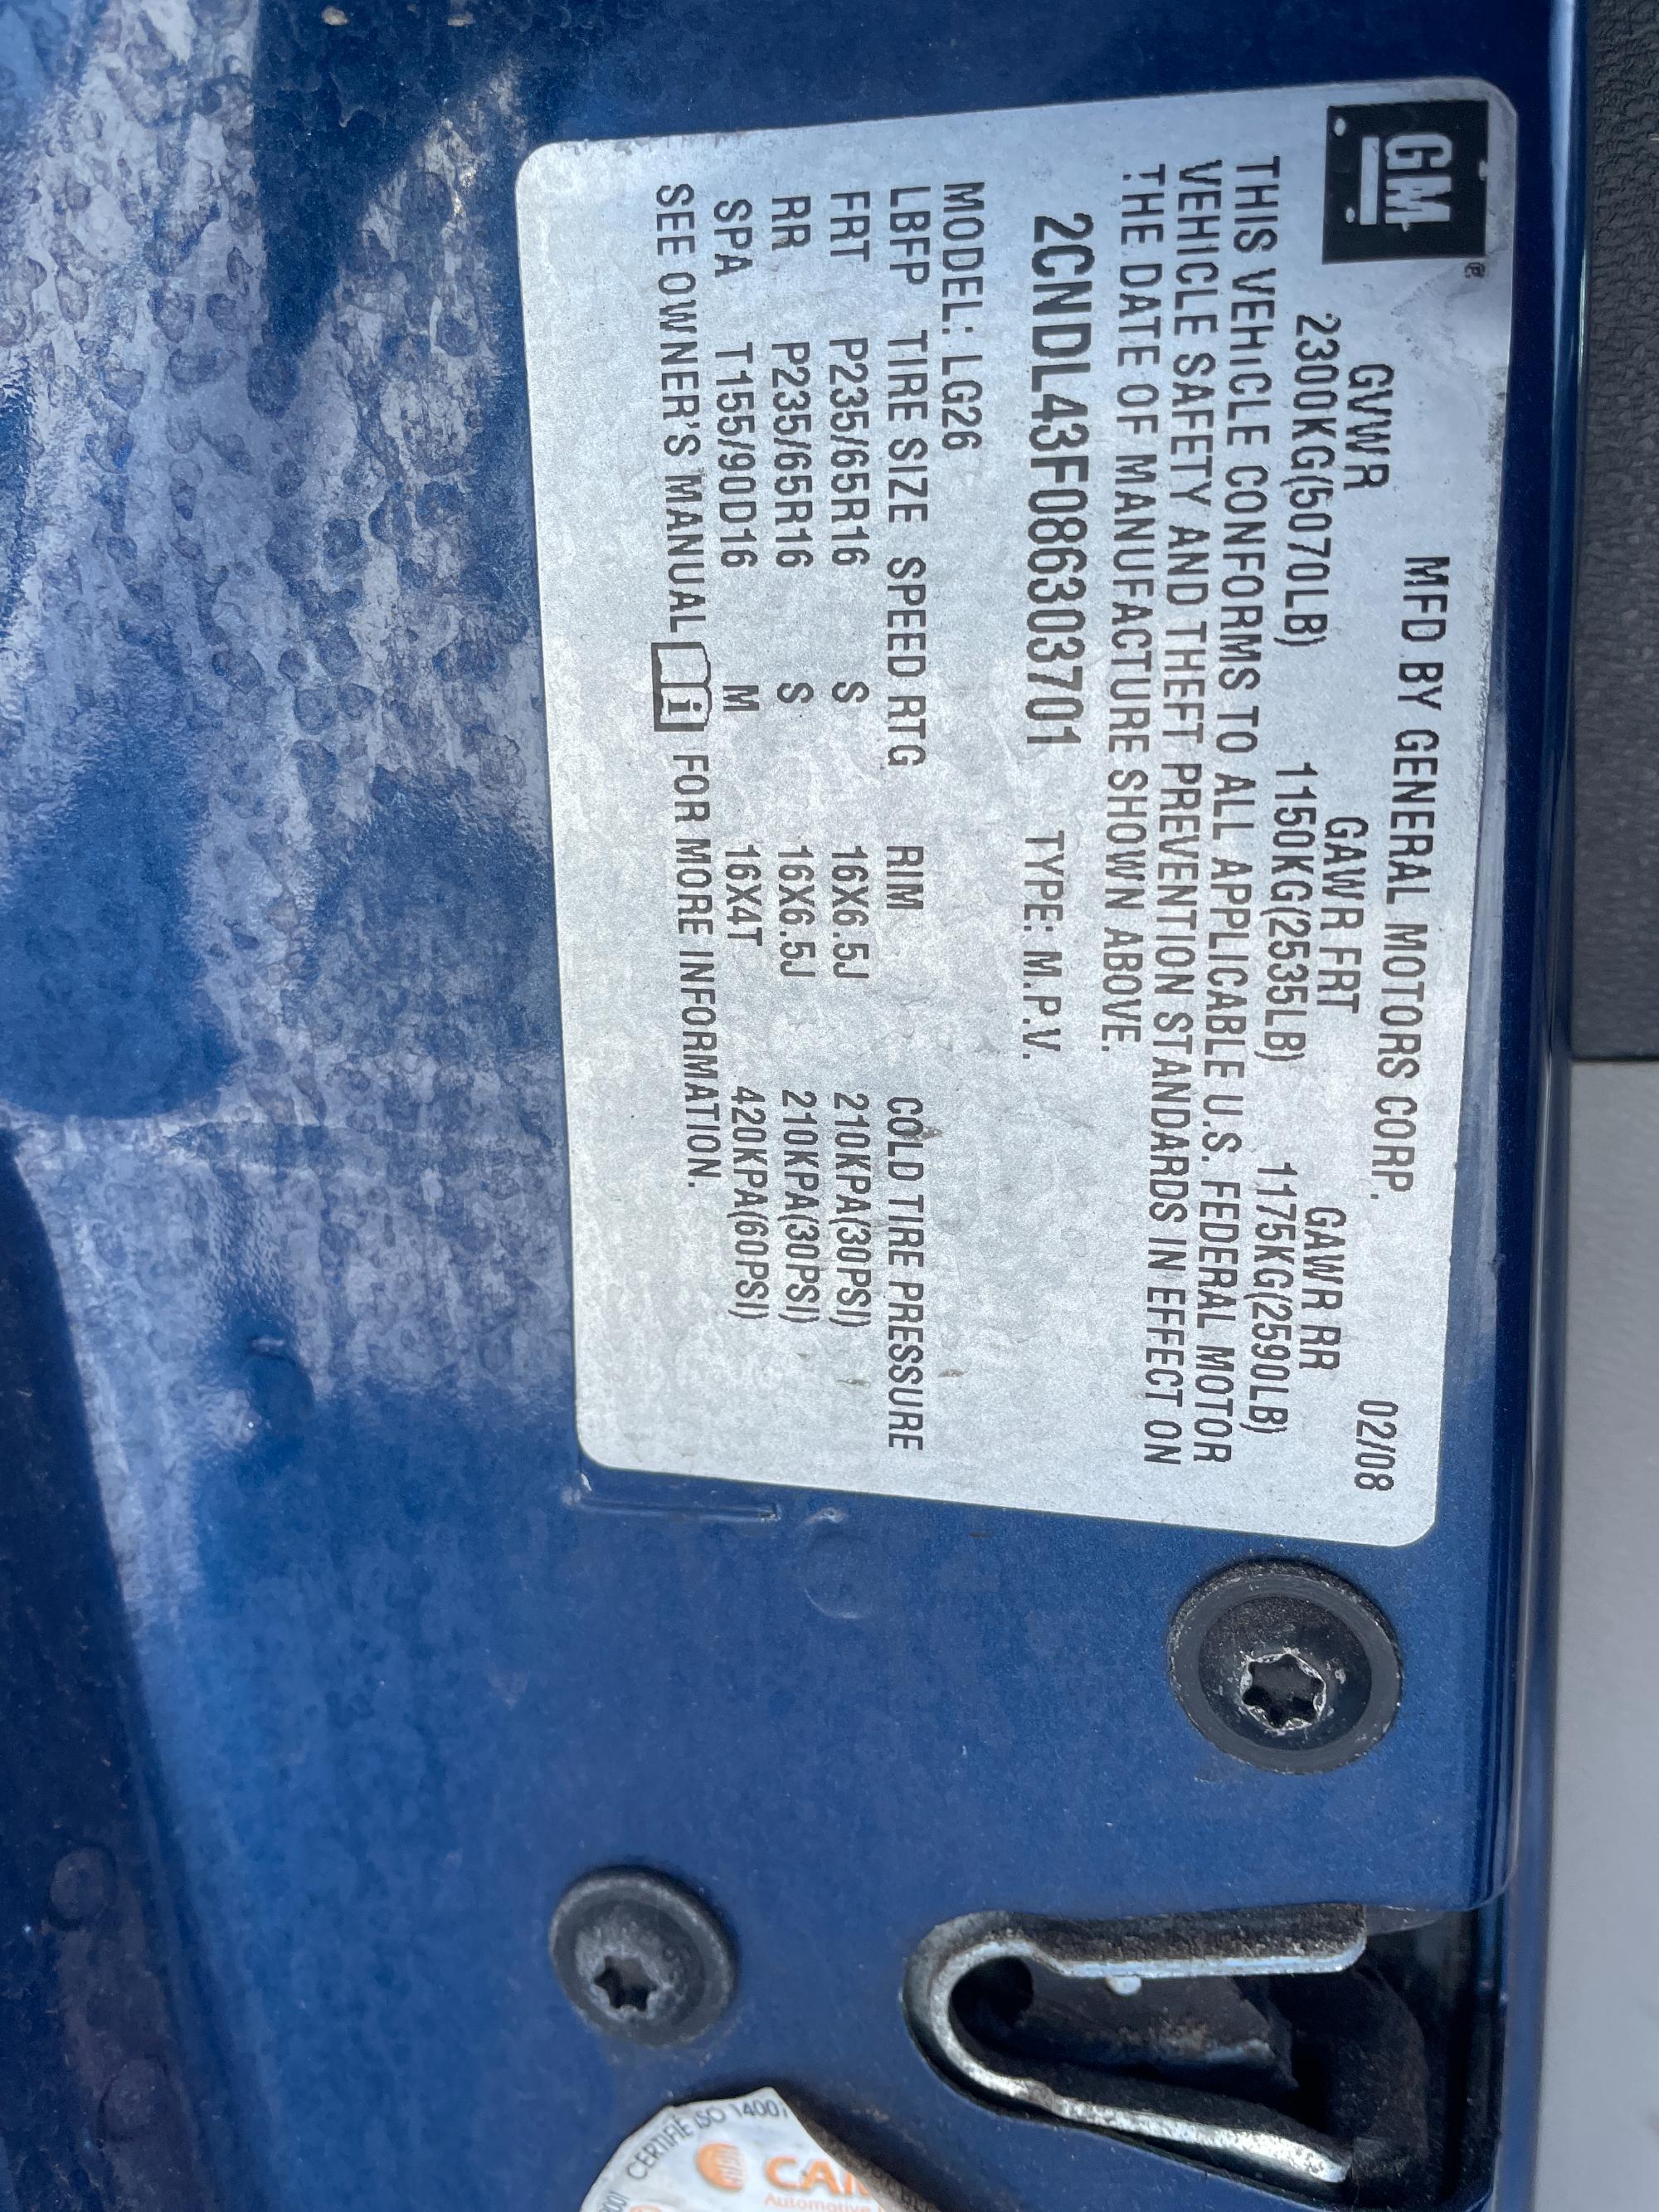 GM®
MFD BY GENERAL MOTORS CORP. 02/08
GVWR GAWR FRT GAWR RR
2300KG(5070LB) 1150KG(2535LB) 1175KG(2590LB)
THIS VEHICLE CONFORMS TO ALL APPLICABLE U.S. FEDERAL MOTOR
VEHICLE SAFETY AND THEFT PREVENTION STANDARDS IN EFFECT ON
THE DATE OF MANUFACTURE SHOWN ABOVE.
2CNDL43F086303701 TYPE: M.P.V.
MODEL: LG26
LBFP TIRE SIZE SPEED RTG RIM COLD TIRE PRESSURE
FRT P235/65R16 S 16X6.5J 210KPA(30PSI)
RR P235/65R16 S 16X6.5J 210KPA(30PSI)
SPA T155/90D16 M 16X4T 420KPA(60PSI)
SEE OWNER'S MANUAL i FOR MORE INFORMATION.
CERTIFIÉ ISO 14001
Automotive